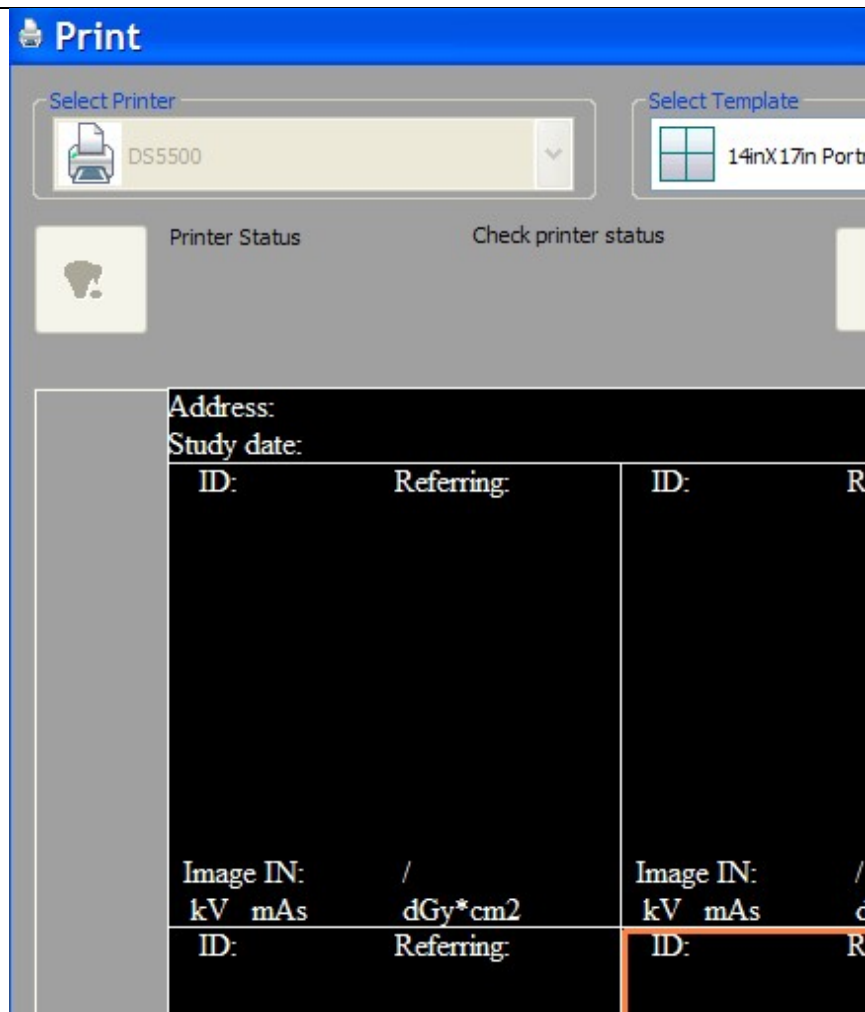 Print
Select Printer Select Template
DS5500 14inX17in Portr
Printer Status Check printer status
Address:
Study date:
ID: Referring: ID: R
Image IN: / Image IN: /
kV mAs dGy*cm2 kV mAs d
ID: Referring: ID: R